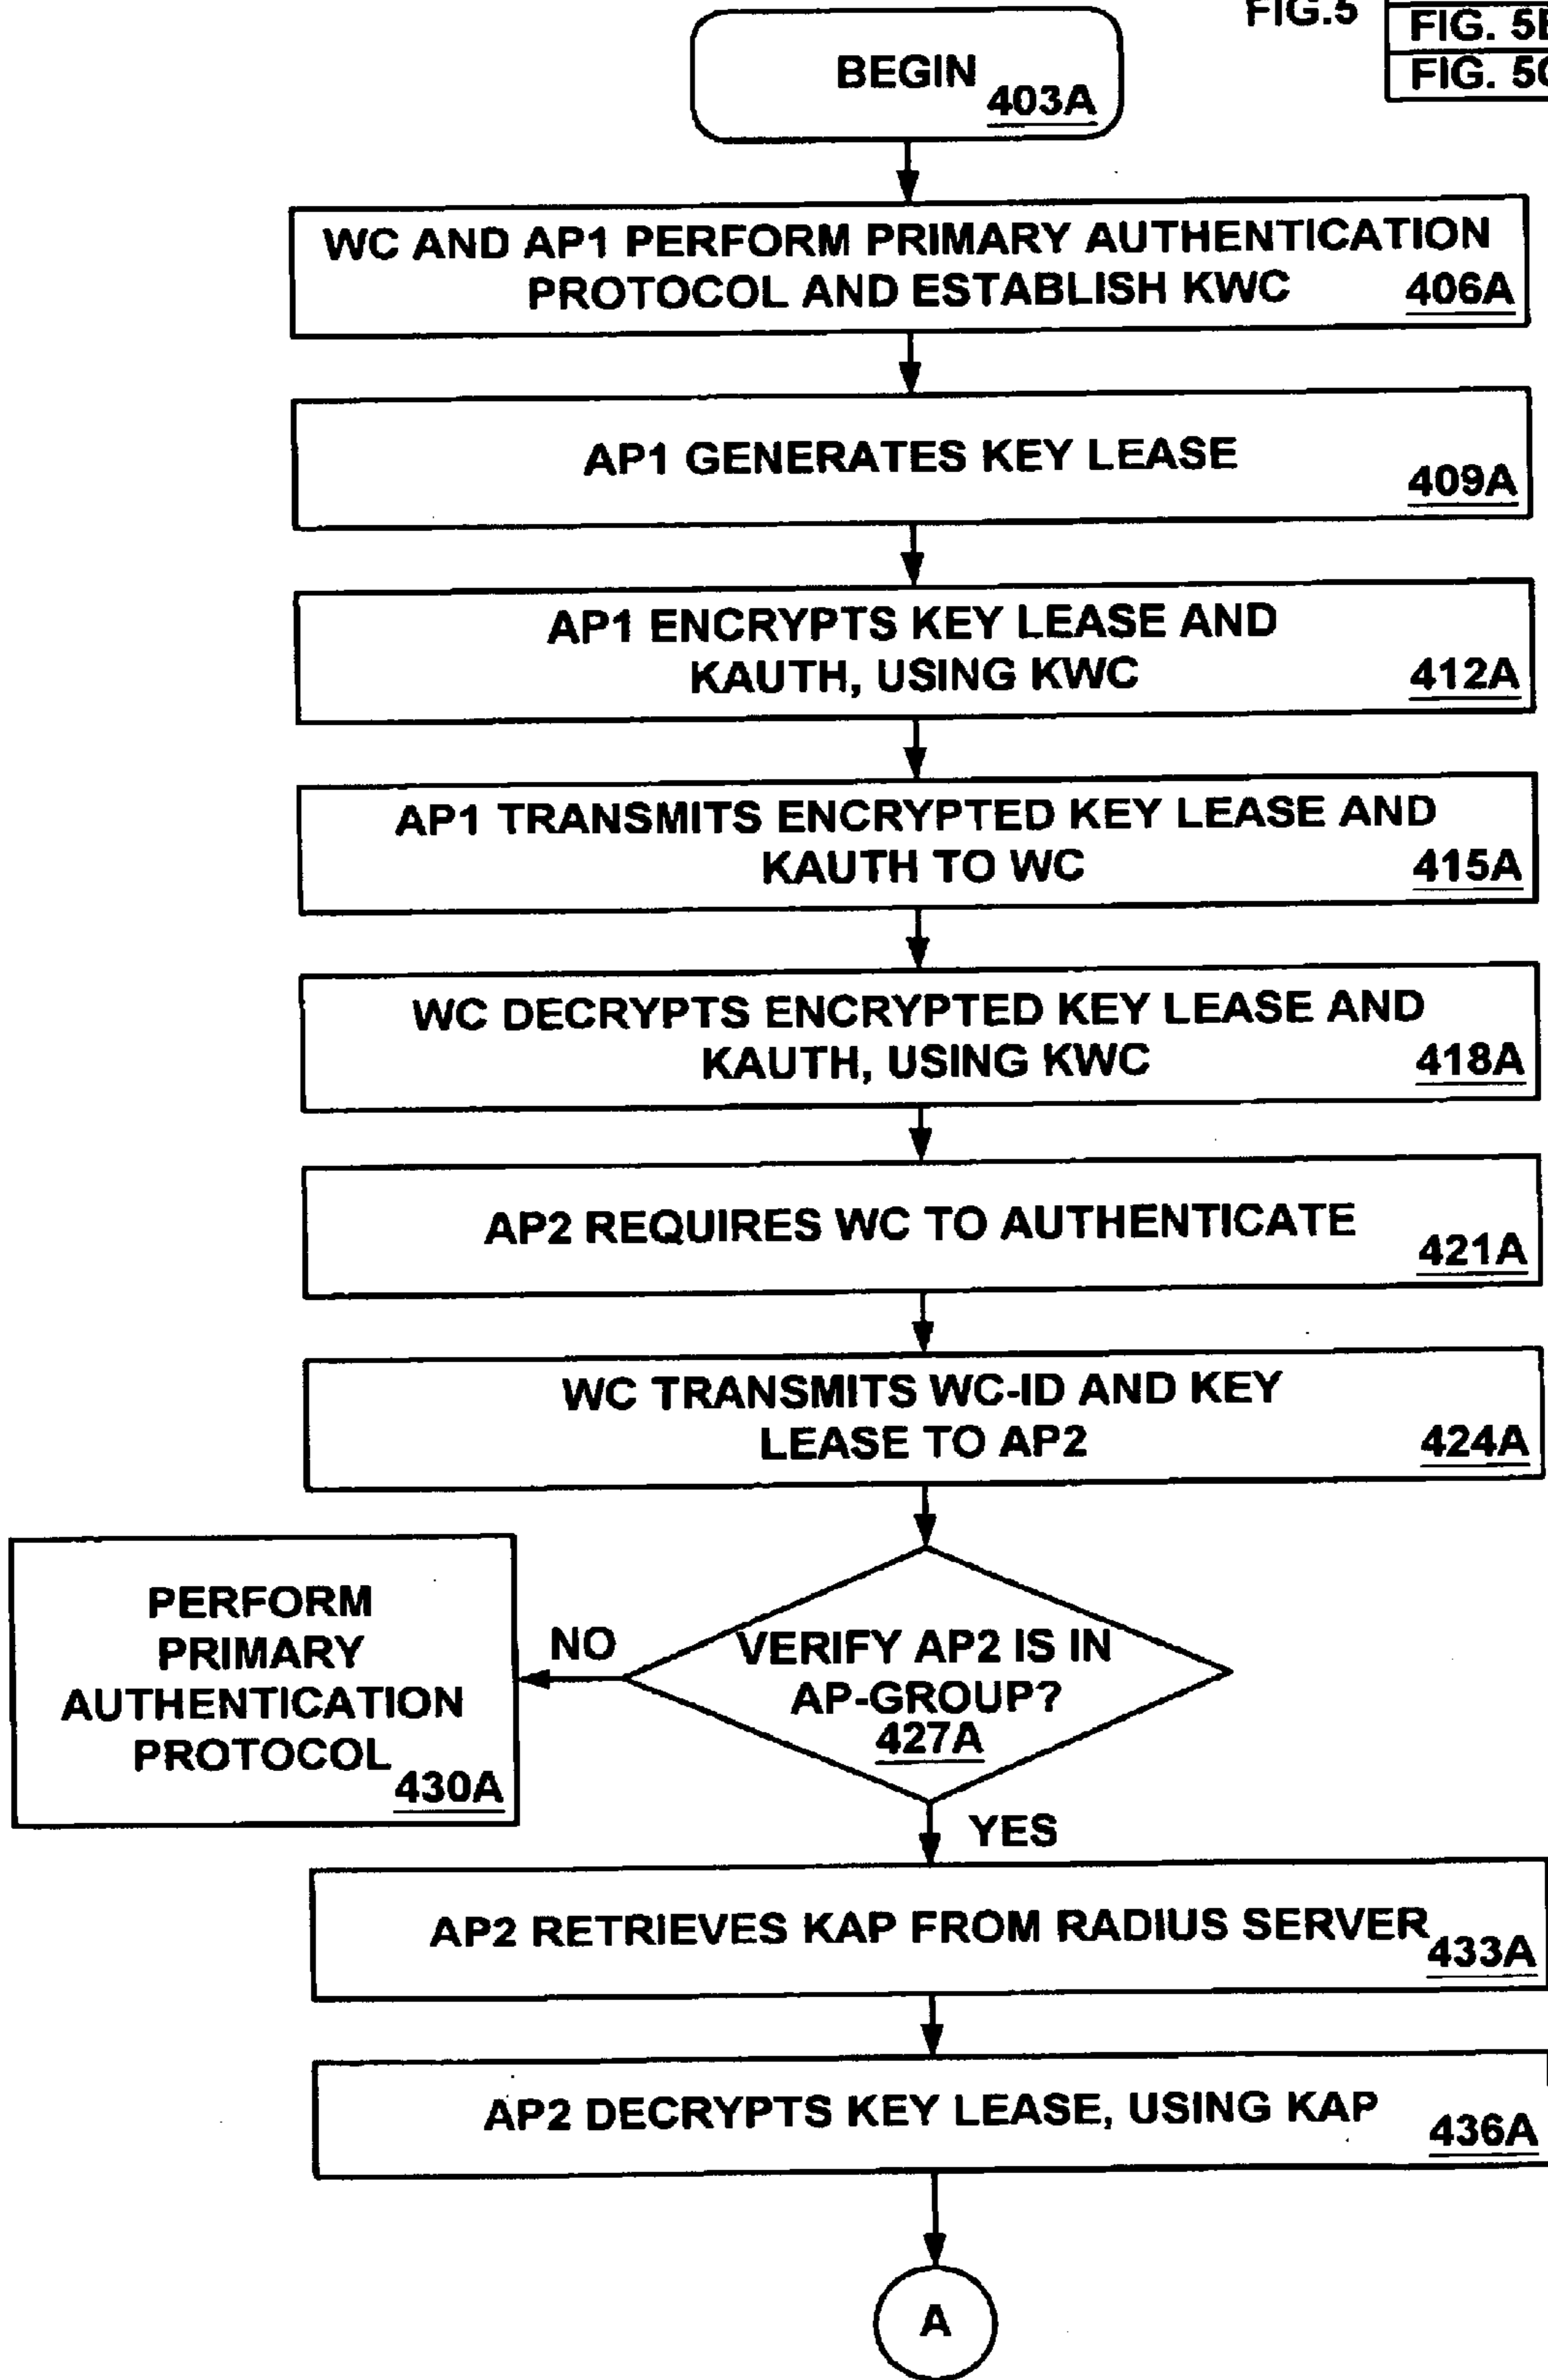 FIG.5
FIG. 5
FIG. 5
BEGIN
403A
WC AND AP1 PERFORM PRIMARY AUTHENTICATION
PROTOCOL AND ESTABLISH KWC 406A
AP1 GENERATES KEY LEASE
409A
AP1 ENCRYPTS KEY LEASE AND
KAUTH, USING KWC 412A
AP1 TRANSMITS ENCRYPTED KEY LEASE AND
KAUTH TO WC 415A
WC DECRYPTS ENCRYPTED KEY LEASE AND
KAUTH, USING KWC 418A
AP2 REQUIRES WC TO AUTHENTICATE
421A
WC TRANSMITS WC-ID AND KEY
LEASE TO AP2 424A
PERFORM
PRIMARY
AUTHENTICATION
PROTOCOL
430A
NO
VERIFY AP2 IS IN
AP-GROUP?
427A
YES
AP2 RETRIEVES KAP FROM RADIUS SERVER
433A
AP2 DECRYPTS KEY LEASE, USING KAP
436A
A